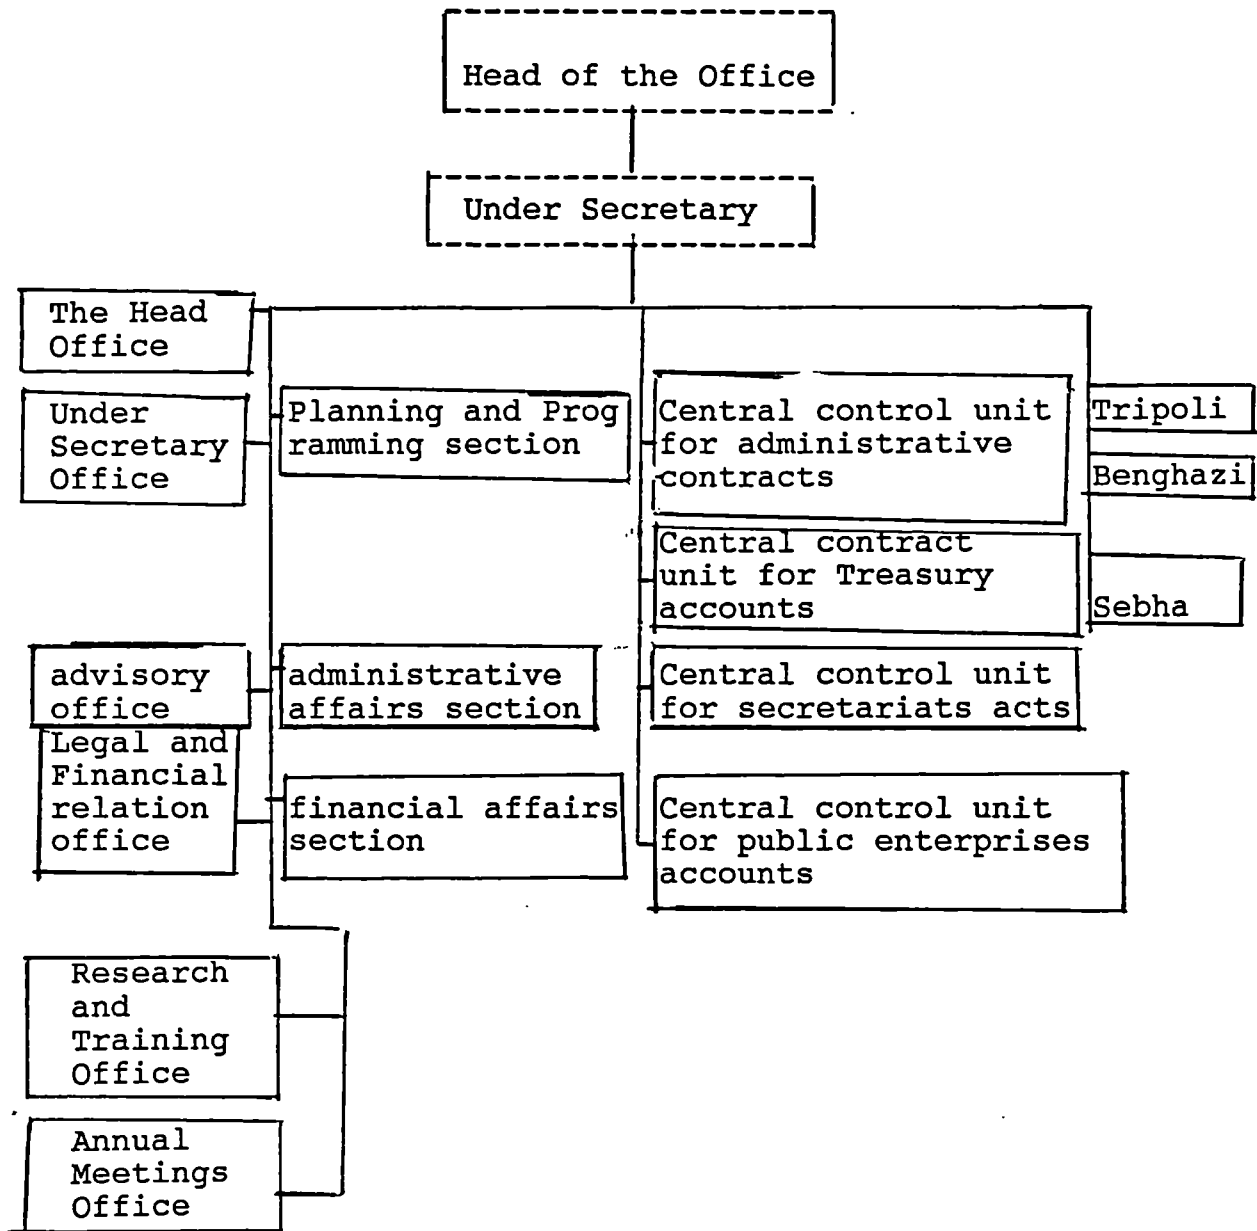 Head of the Office
Under Secretary
The Head
Office
Under
Secretary
Office
Planning and Prog
ramming section
Central control unit
for administrative
contracts
Tripoli
Benghazi
Central contract
unit for Treasury
accounts
Sebha
advisory
office
administrative
affairs section
Central control unit
for secretariats acts
Legal and
Financial
relation
office
financial affairs
section
Central control unit
for public enterprises
accounts
Research
and
Training
Office
Annual
Meetings
Office